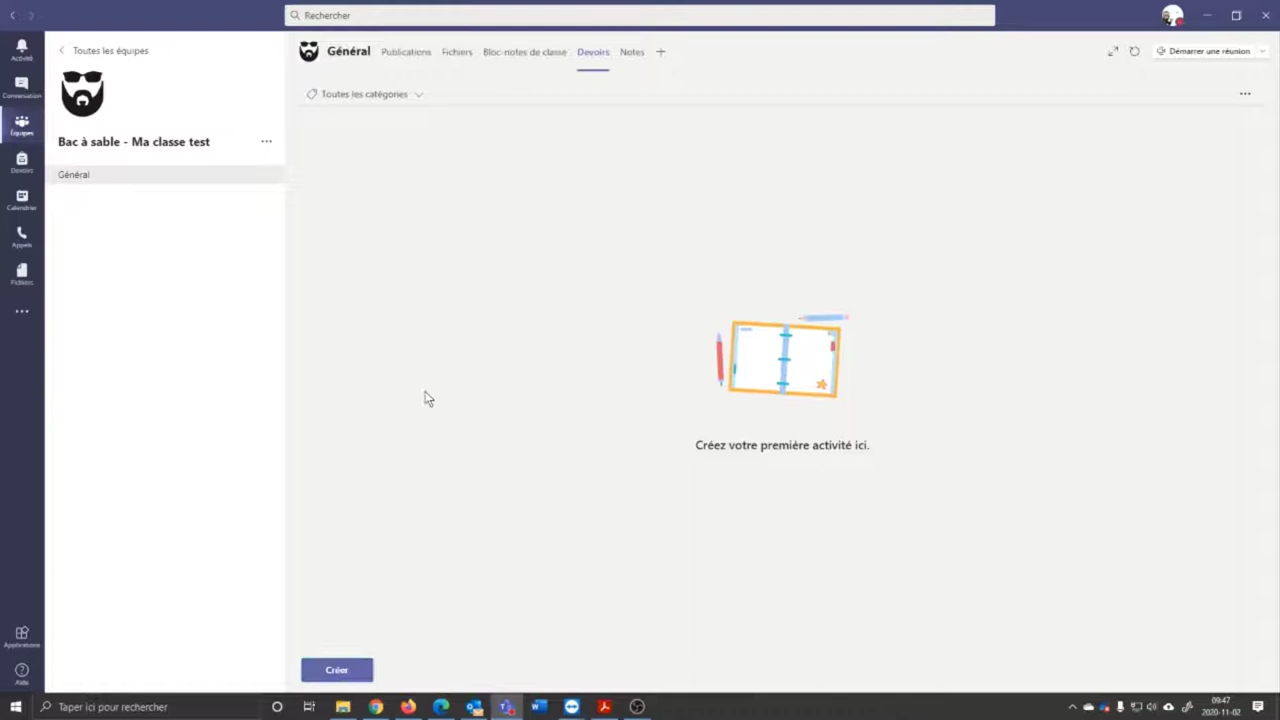 Rechercher
Activité
Conversation
Équipes
Devoirs
Calendrier
Appels
Fichiers
Applications
Aide
Toutes les équipes
Bac à sable - Ma classe test
Général
Général Publications Fichiers Bloc-notes de classe Devoirs Notes
Démarrer une réunion
Toutes les catégories
Créez votre première activité ici.
Créer
Taper ici pour rechercher
09:47
2020-11-02